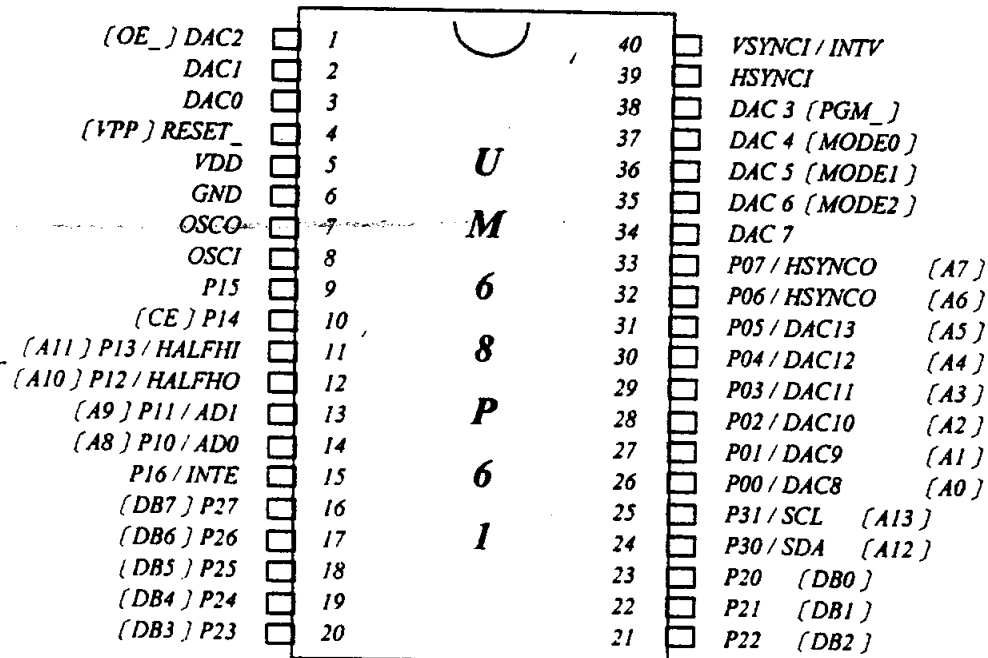 [OE_] DAC2 1 40 VSYNCI / INTV
DAC1 2 39 HSYNCI
DAC0 3 38 DAC 3 [PGM_]
[VPP] RESET_ 4 37 DAC 4 [MODE0]
VDD 5 U 36 DAC 5 [MODE1]
GND 6 35 DAC 6 [MODE2]
OSCO 7 M 34 DAC 7
OSCI 8 33 P07 / HSYNCO [A7]
P15 9 6 32 P06 / HSYNCO [A6]
[CE] P14 10 31 P05 / DAC13 [A5]
[A11] P13 / HALFHI 11 8 30 P04 / DAC12 [A4]
[A10] P12 / HALFHO 12 29 P03 / DAC11 [A3]
[A9] P11 / AD1 13 P 28 P02 / DAC10 [A2]
[A8] P10 / AD0 14 27 P01 / DAC9 [A1]
P16 / INTE 15 6 26 P00 / DAC8 [A0]
[DB7] P27 16 25 P31 / SCL [A13]
[DB6] P26 17 1 24 P30 / SDA [A12]
[DB5] P25 18 23 P20 [DB0]
[DB4] P24 19 22 P21 [DB1]
[DB3] P23 20 21 P22 [DB2]